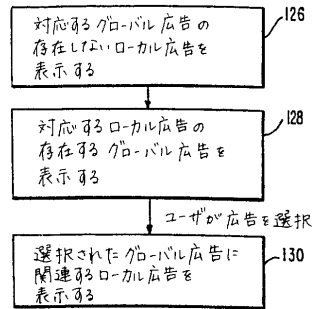 対応するグローバル広告の
存在しないローカル広告を
表示する
126
対応するローカル広告の
存在するグローバル広告を
表示する
128
ユーザが広告を選択
選択されたグローバル広告に
関連するローカル広告を
表示する
130